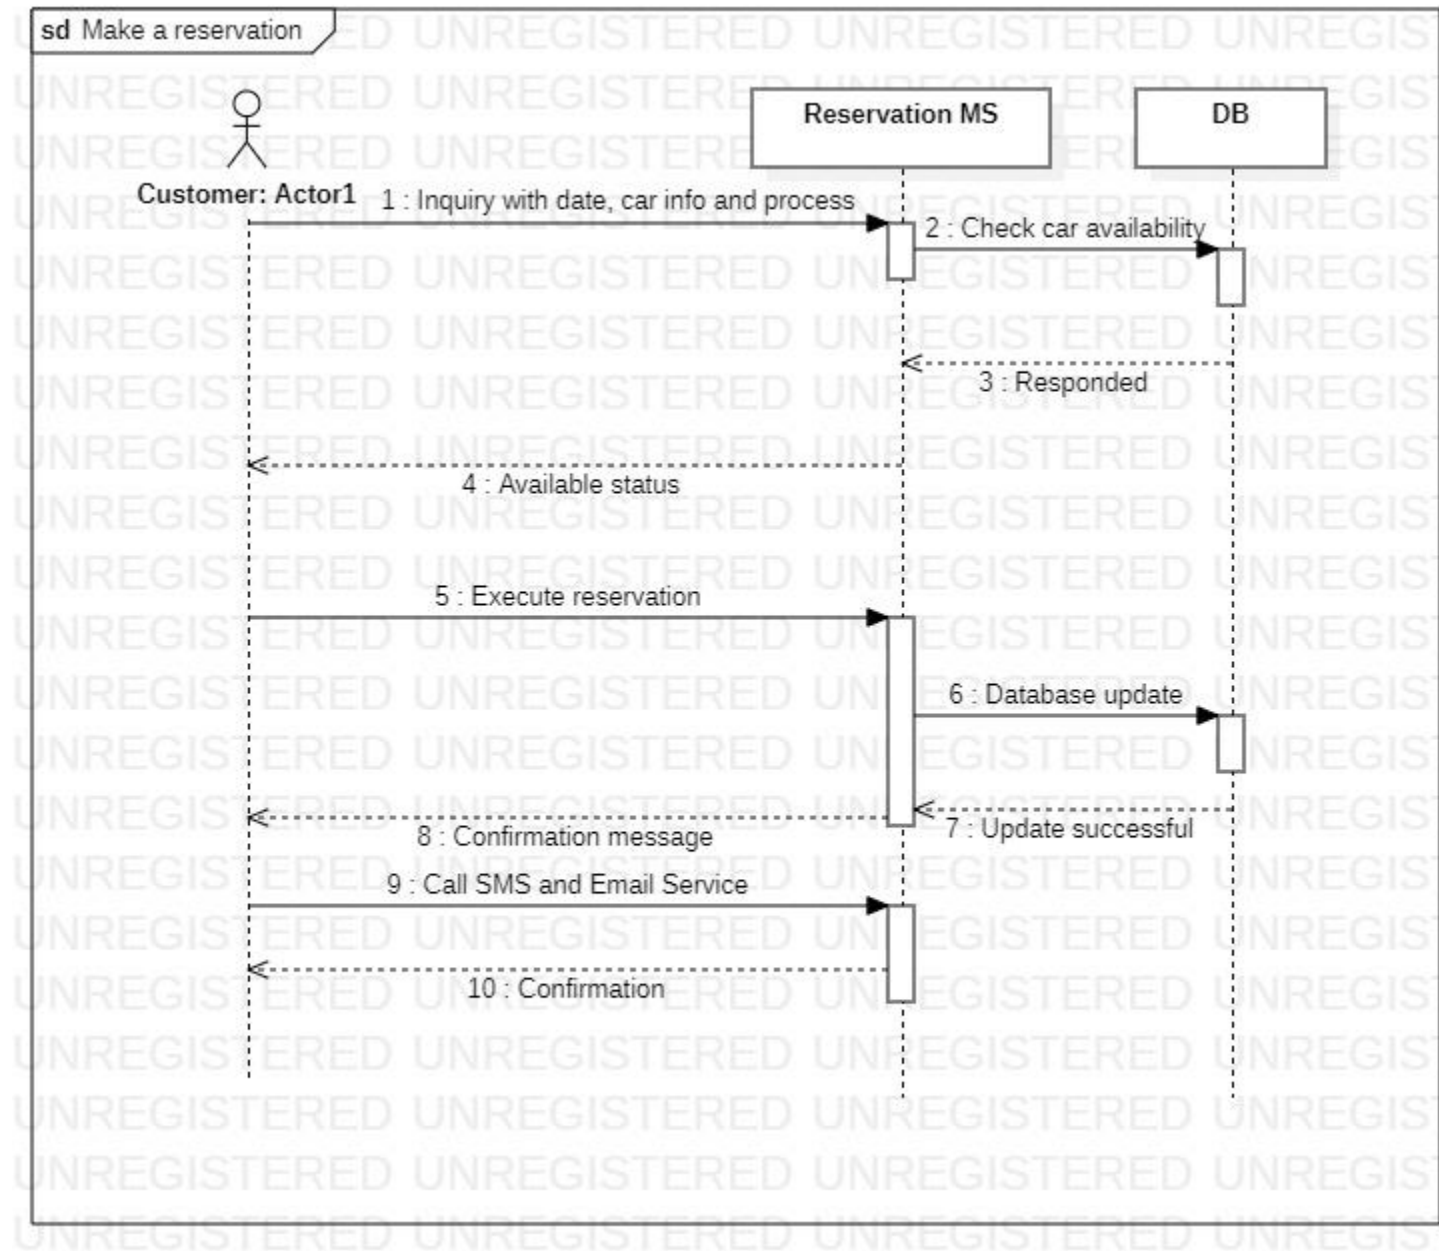 sd Make a reservation
Reservation MS
DB
Customer: Actor1
1 : Inquiry with date, car info and process
2 : Check car availability
3 : Responded
4 : Available status
5 : Execute reservation
6 : Database update
7 : Update successful
8 : Confirmation message
9 : Call SMS and Email Service
10 : Confirmation
UNREGISTERED